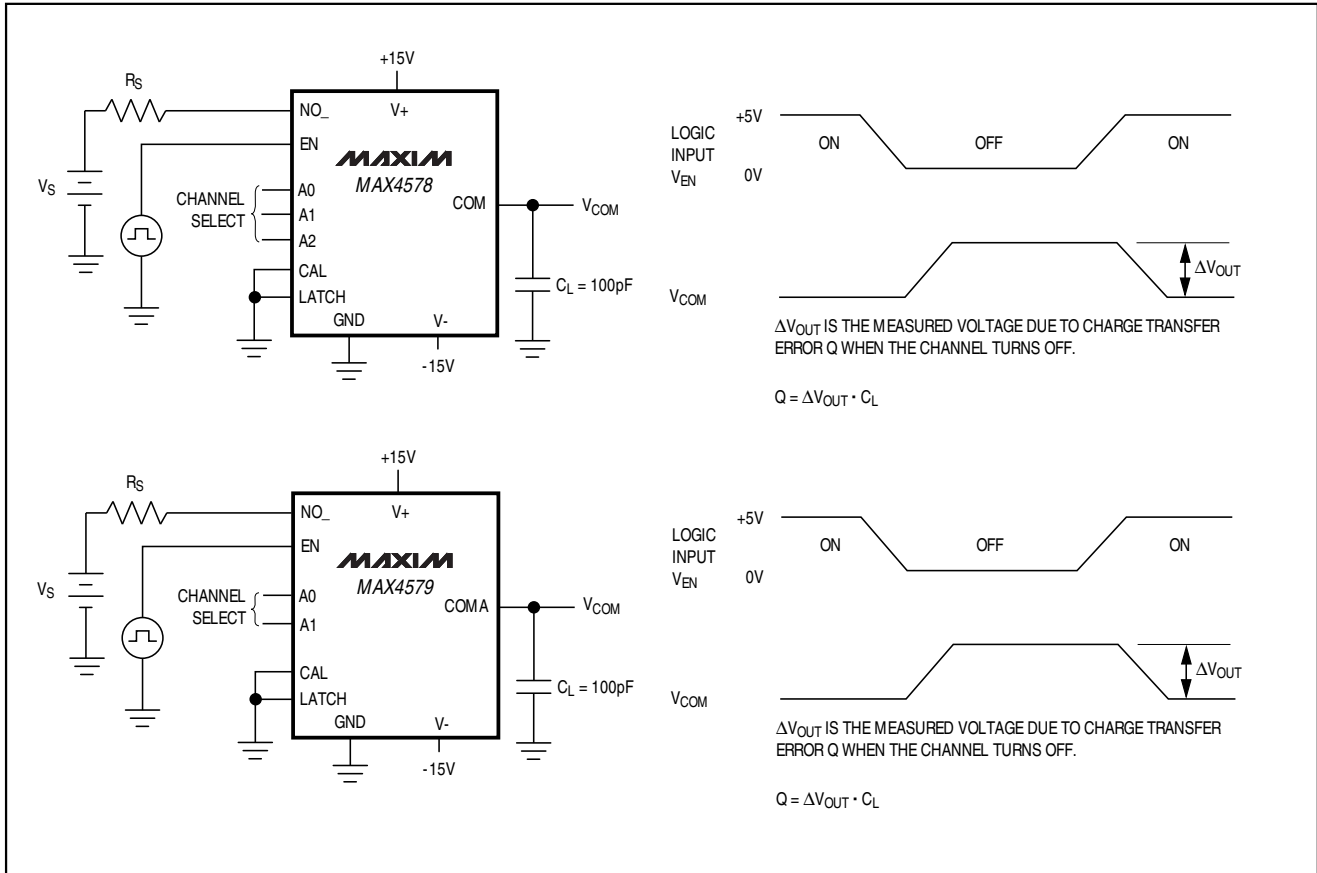 +15V
RS
NO_
V+
EN
MAXIM
MAX4578
VS
CHANNEL
SELECT
A0
A1
A2
COM
VCOM
CAL
LATCH
CL = 100pF
GND
V-
-15V
LOGIC
INPUT
VEN
+5V
0V
ON
OFF
ON
VCOM
ΔVOUT
ΔVOUT IS THE MEASURED VOLTAGE DUE TO CHARGE TRANSFER
ERROR Q WHEN THE CHANNEL TURNS OFF.
Q = ΔVOUT · CL
+15V
RS
NO_
V+
EN
MAXIM
MAX4579
VS
CHANNEL
SELECT
A0
A1
COMA
VCOM
CAL
LATCH
CL = 100pF
GND
V-
-15V
LOGIC
INPUT
VEN
+5V
0V
ON
OFF
ON
VCOM
ΔVOUT
ΔVOUT IS THE MEASURED VOLTAGE DUE TO CHARGE TRANSFER
ERROR Q WHEN THE CHANNEL TURNS OFF.
Q = ΔVOUT · CL